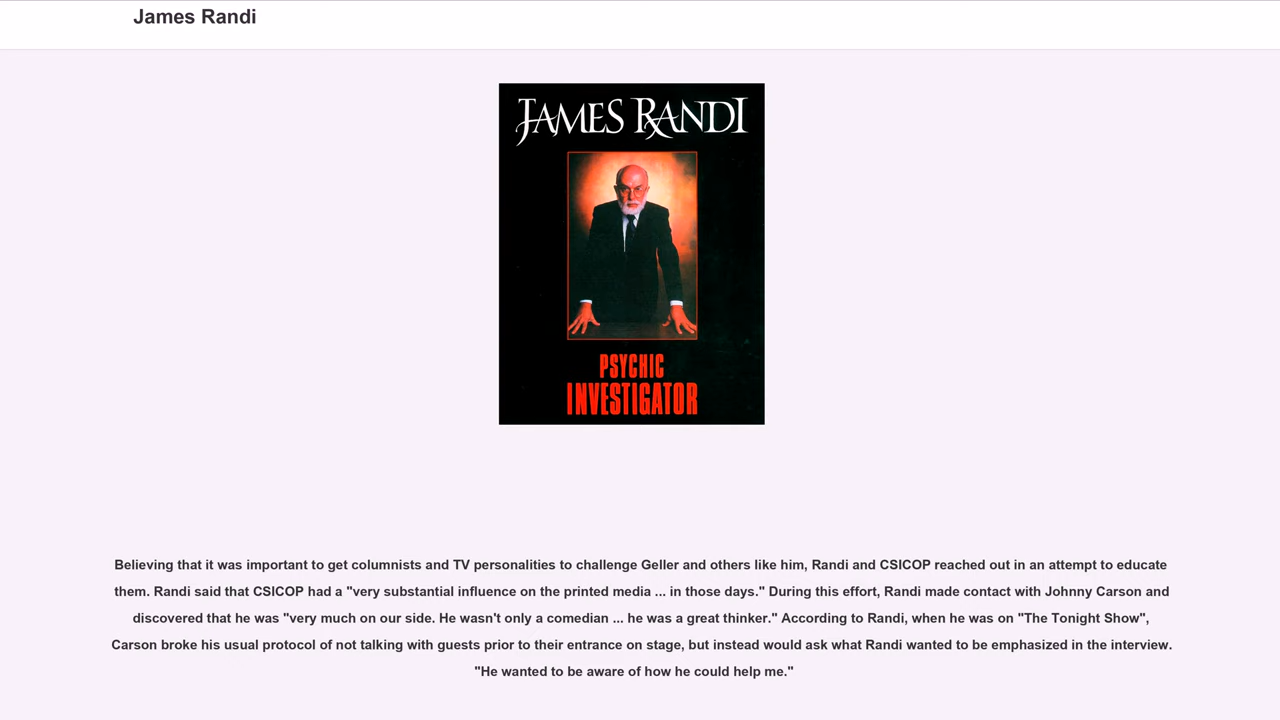 James Randi
JAMES RANDI
PSYCHIC
INVESTIGATOR
Believing that it was important to get columnists and TV personalities to challenge Geller and others like him, Randi and CSICOP reached out in an attempt to educate
them. Randi said that CSICOP had a "very substantial influence on the printed media ... in those days." During this effort, Randi made contact with Johnny Carson and
discovered that he was "very much on our side. He wasn't only a comedian ... he was a great thinker." According to Randi, when he was on "The Tonight Show",
Carson broke his usual protocol of not talking with guests prior to their entrance on stage, but instead would ask what Randi wanted to be emphasized in the interview.
"He wanted to be aware of how he could help me."